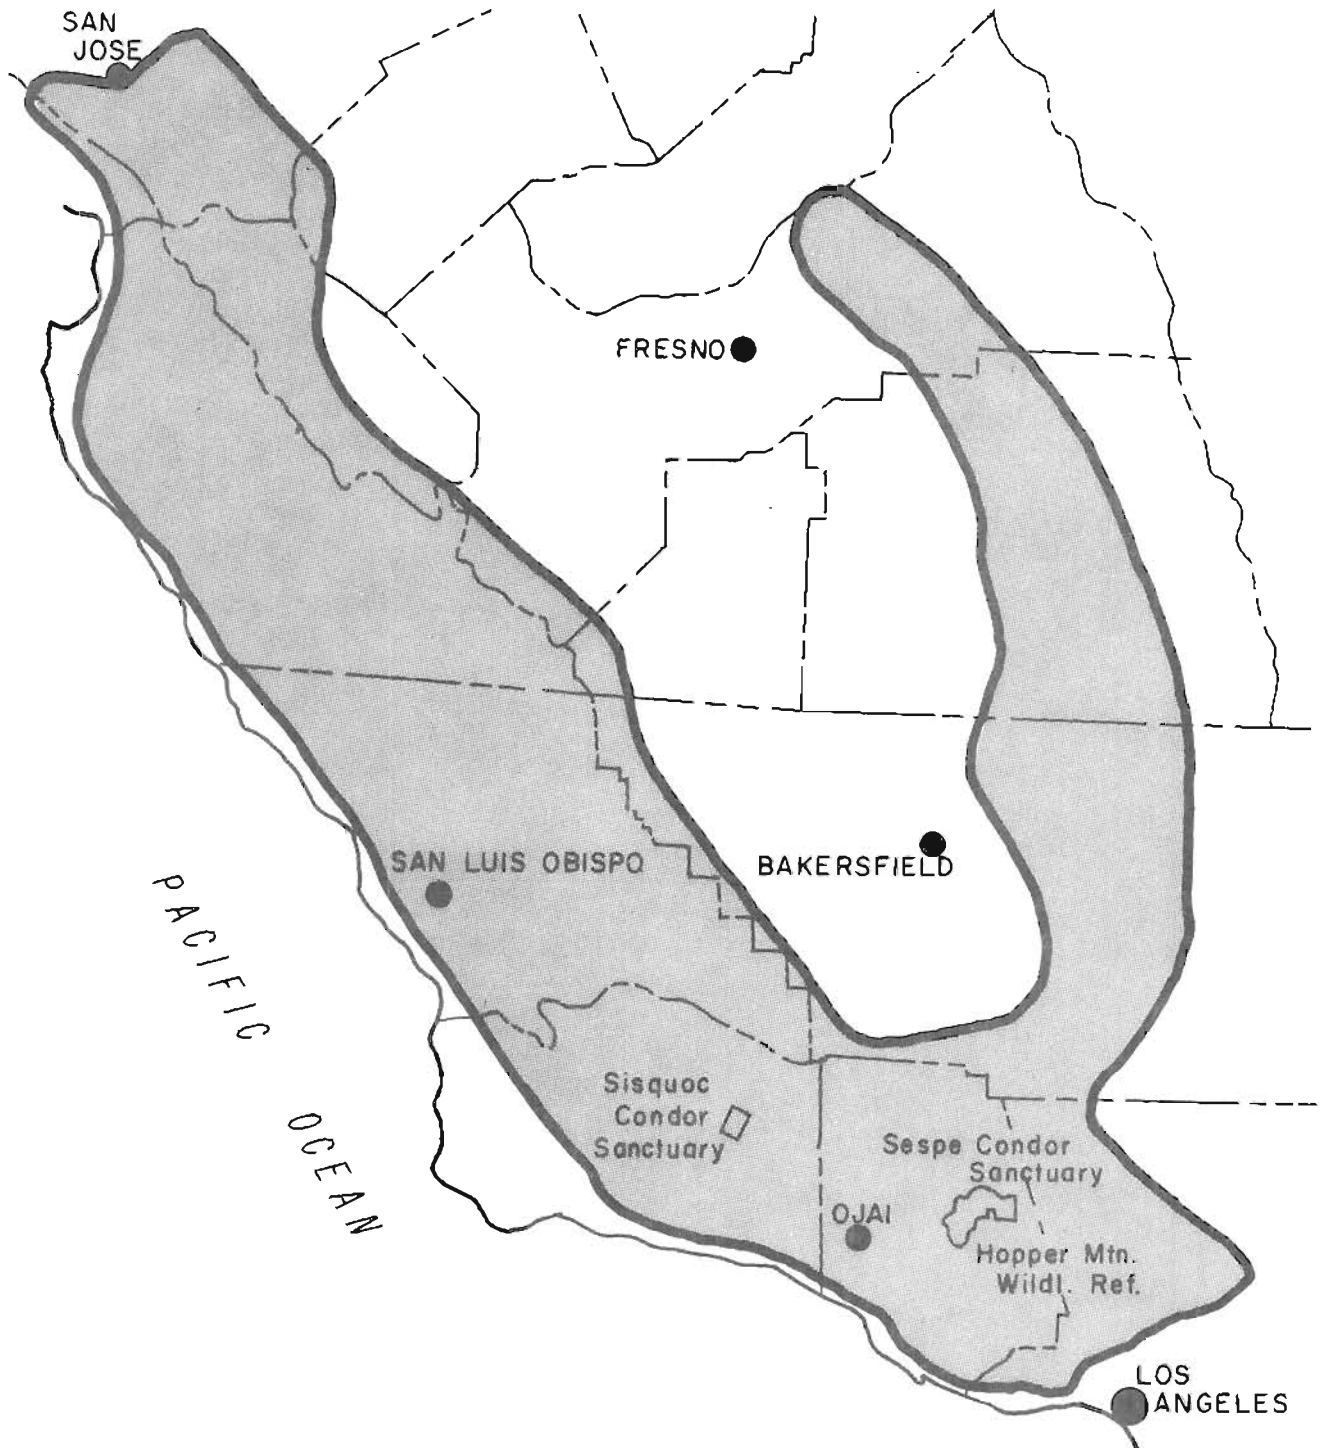 SAN
JOSE
FRESNO
SAN LUIS OBISPO
BAKERSFIELD
PACIFIC
OCEAN
Sisquoc
Condor
Sanctuary
Sespe Condor
Sanctuary
OJAI
Hopper Mtn.
Wildl. Ref.
LOS
ANGELES